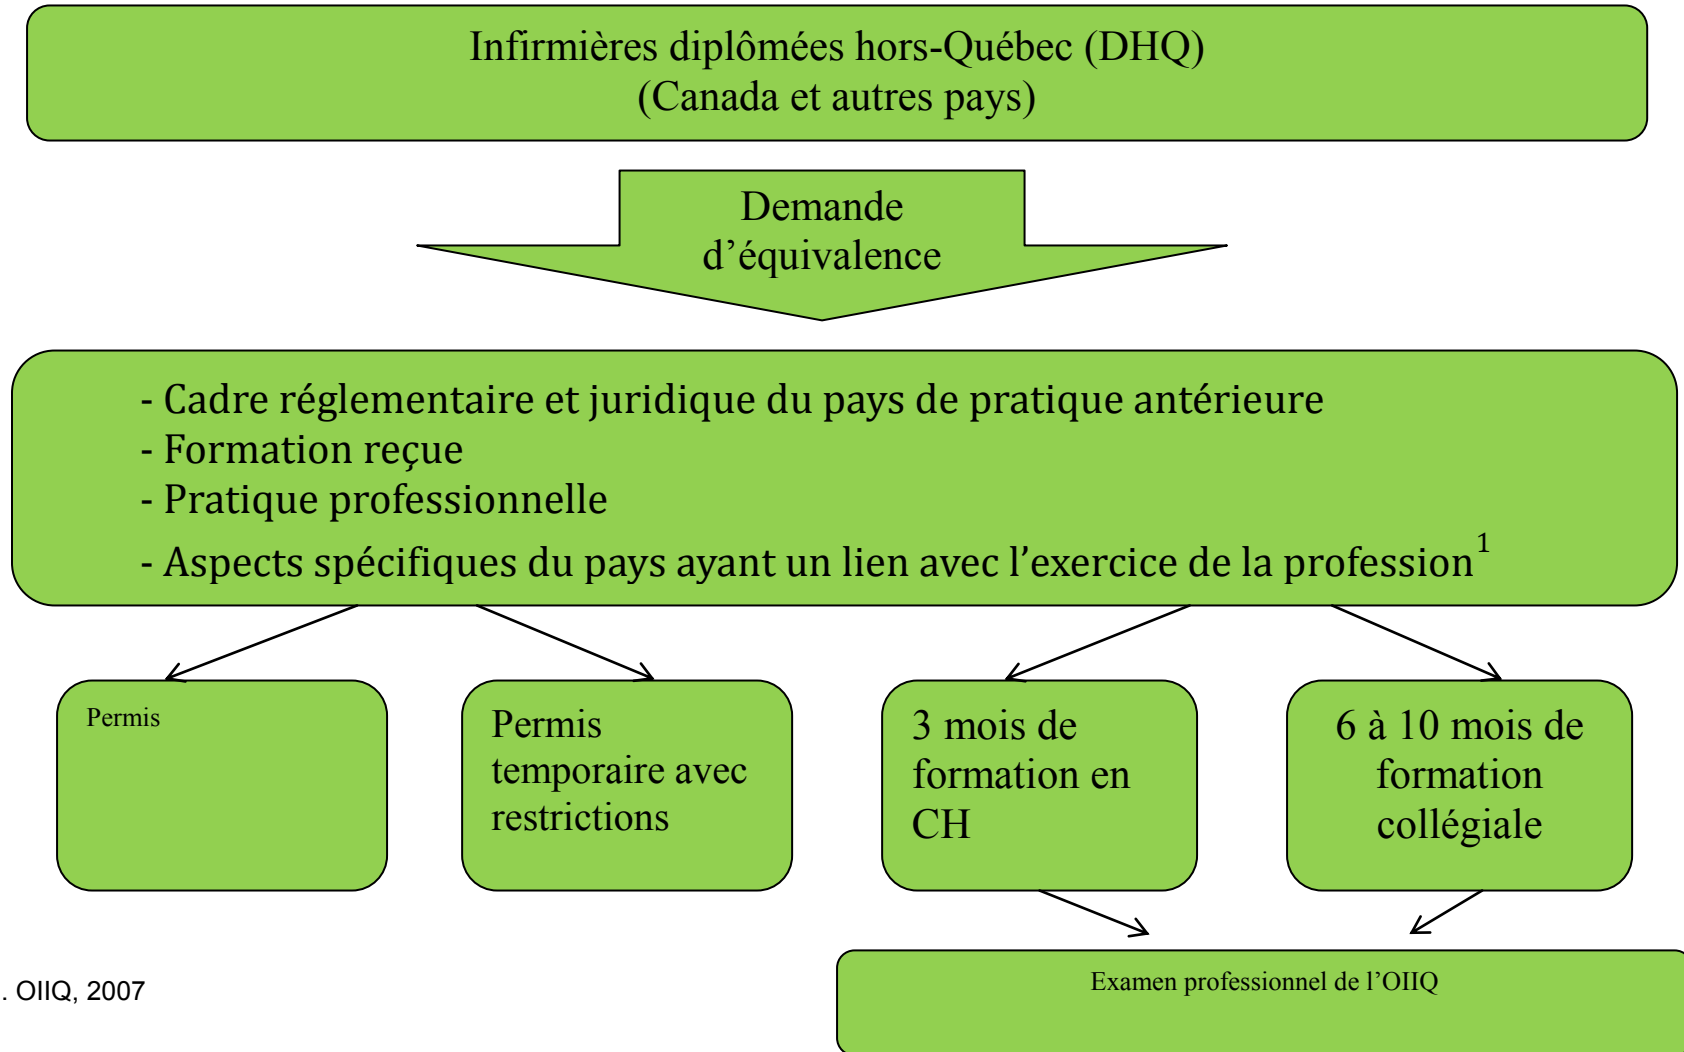 Infirmières diplômées hors-Québec (DHQ)
(Canada et autres pays)
Demande
d’équivalence
- Cadre réglementaire et juridique du pays de pratique antérieure
- Formation reçue
- Pratique professionnelle
- Aspects spécifiques du pays ayant un lien avec l’exercice de la profession1
Permis
Permis
temporaire avec
restrictions
3 mois de
formation en
CH
6 à 10 mois de
formation
collégiale
Examen professionnel de l’OIIQ
. OIIQ, 2007